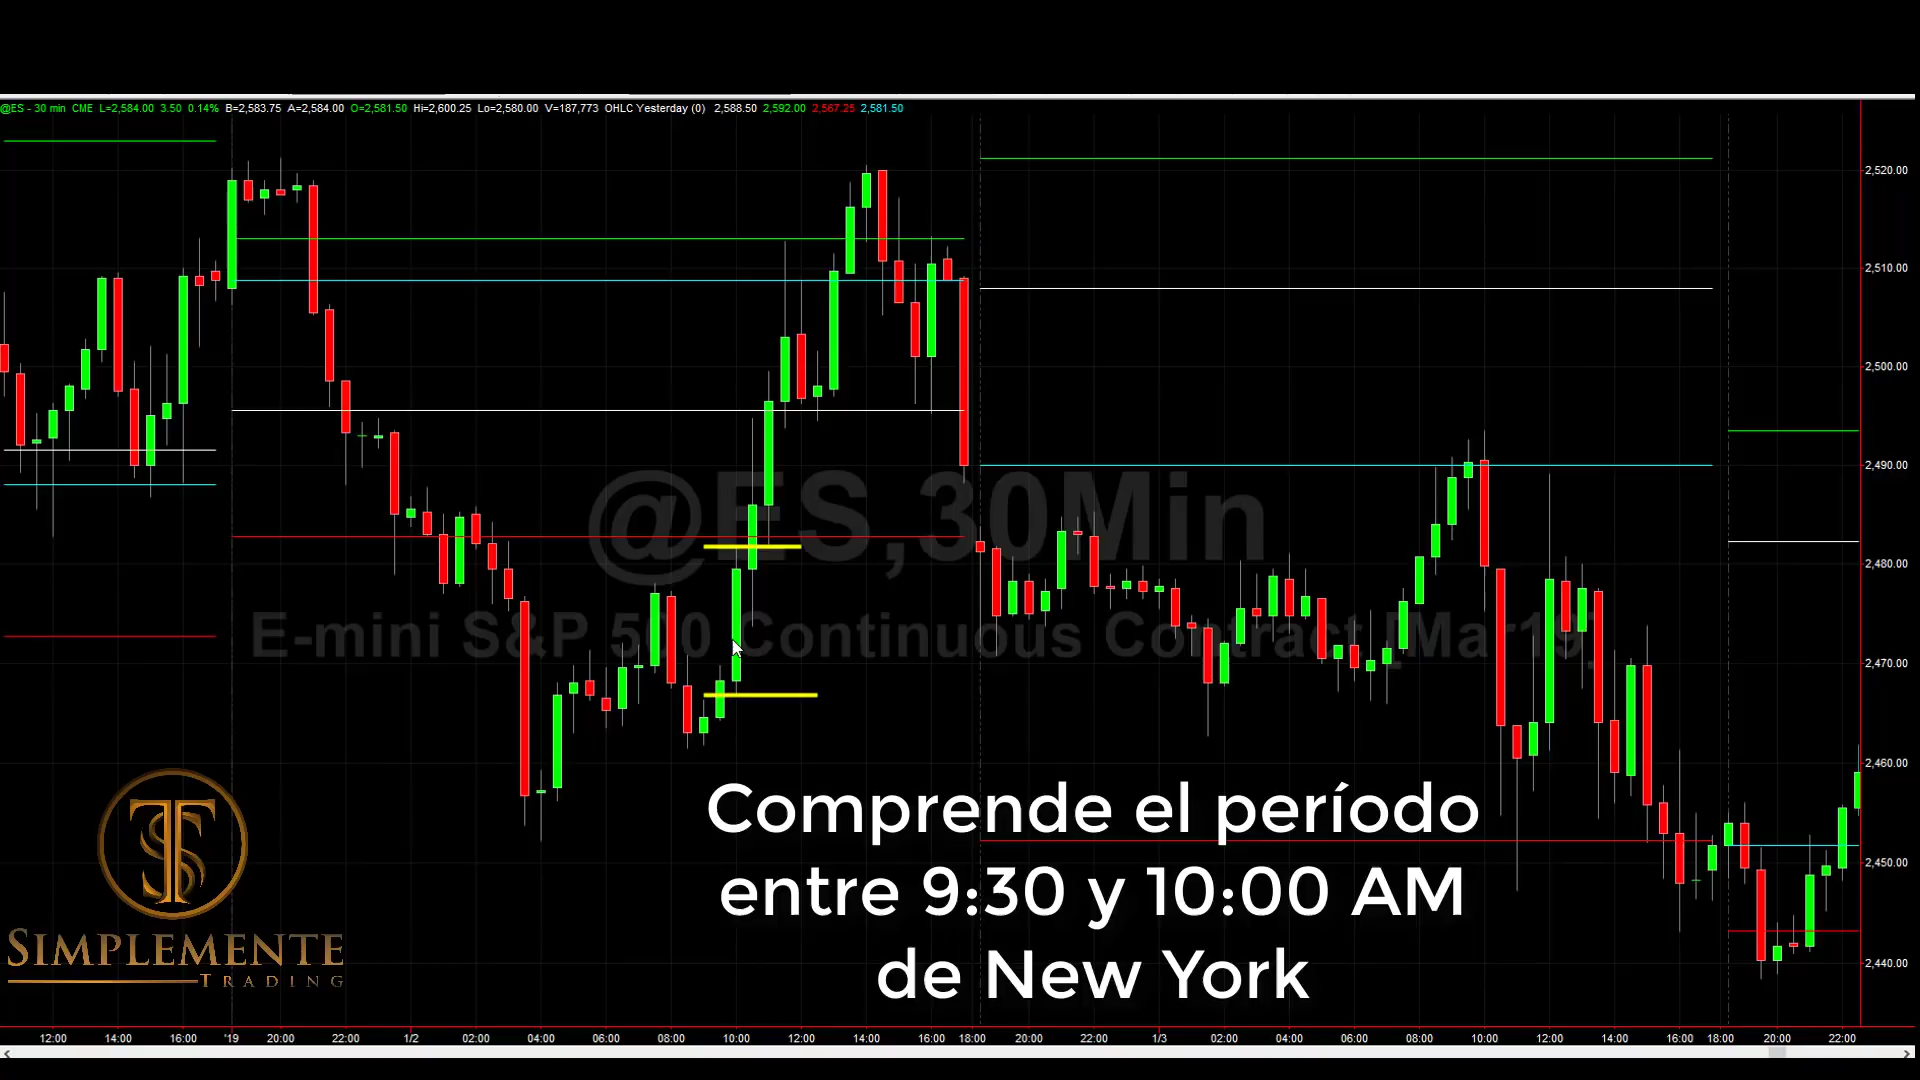 @ES - 30 min CME L=2,584.00 3.50 0.14% B=2,583.75 A=2,584.00 O=2,581.50 Hi=2,600.25 Lo=2,580.00 V=187,773 OHLC Yesterday (0) 2,588.50 2,592.00 2,567.25 2,581.50
2,520.00
2,510.00
2,500.00
2,490.00
@ES,30Min
2,480.00
E-mini S&P 500 Continuous Contract [Mar19]
2,470.00
2,460.00
Comprende el período
entre 9:30 y 10:00 AM
de New York
2,450.00
2,440.00
SIMPLEMENTE
TRADING
12:00 14:00 16:00 '19 20:00 22:00 1/2 02:00 04:00 06:00 08:00 10:00 12:00 14:00 16:00 18:00 20:00 22:00 1/3 02:00 04:00 06:00 08:00 10:00 12:00 14:00 16:00 18:00 20:00 22:00